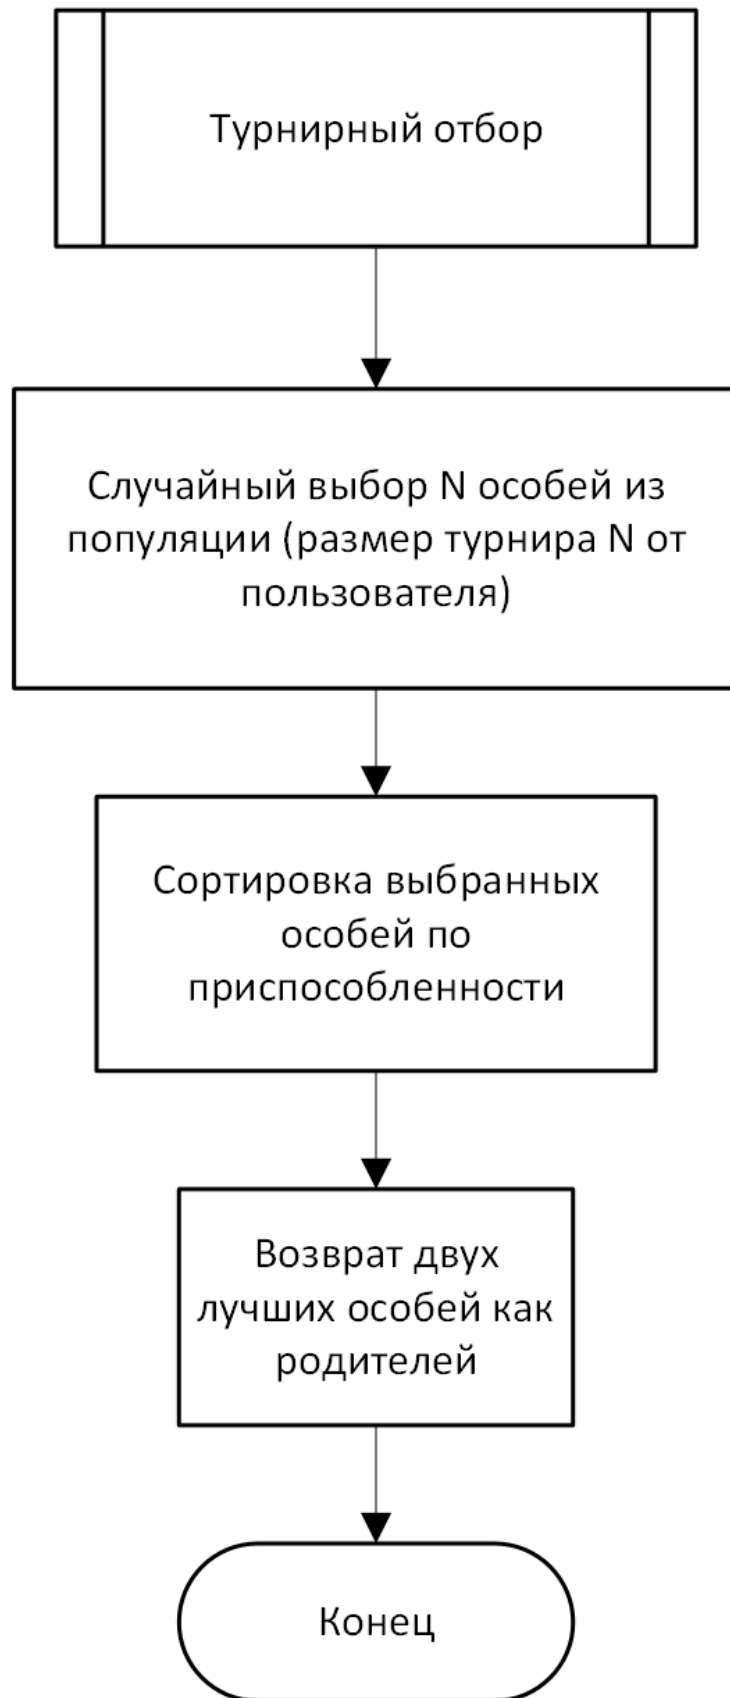 Турнирный отбор
Случайный выбор N особей из
популяции (размер турнира N от
пользователя)
Сортировка выбранных
особей по
приспособленности
Возврат двух
лучших особей как
родителей
Конец